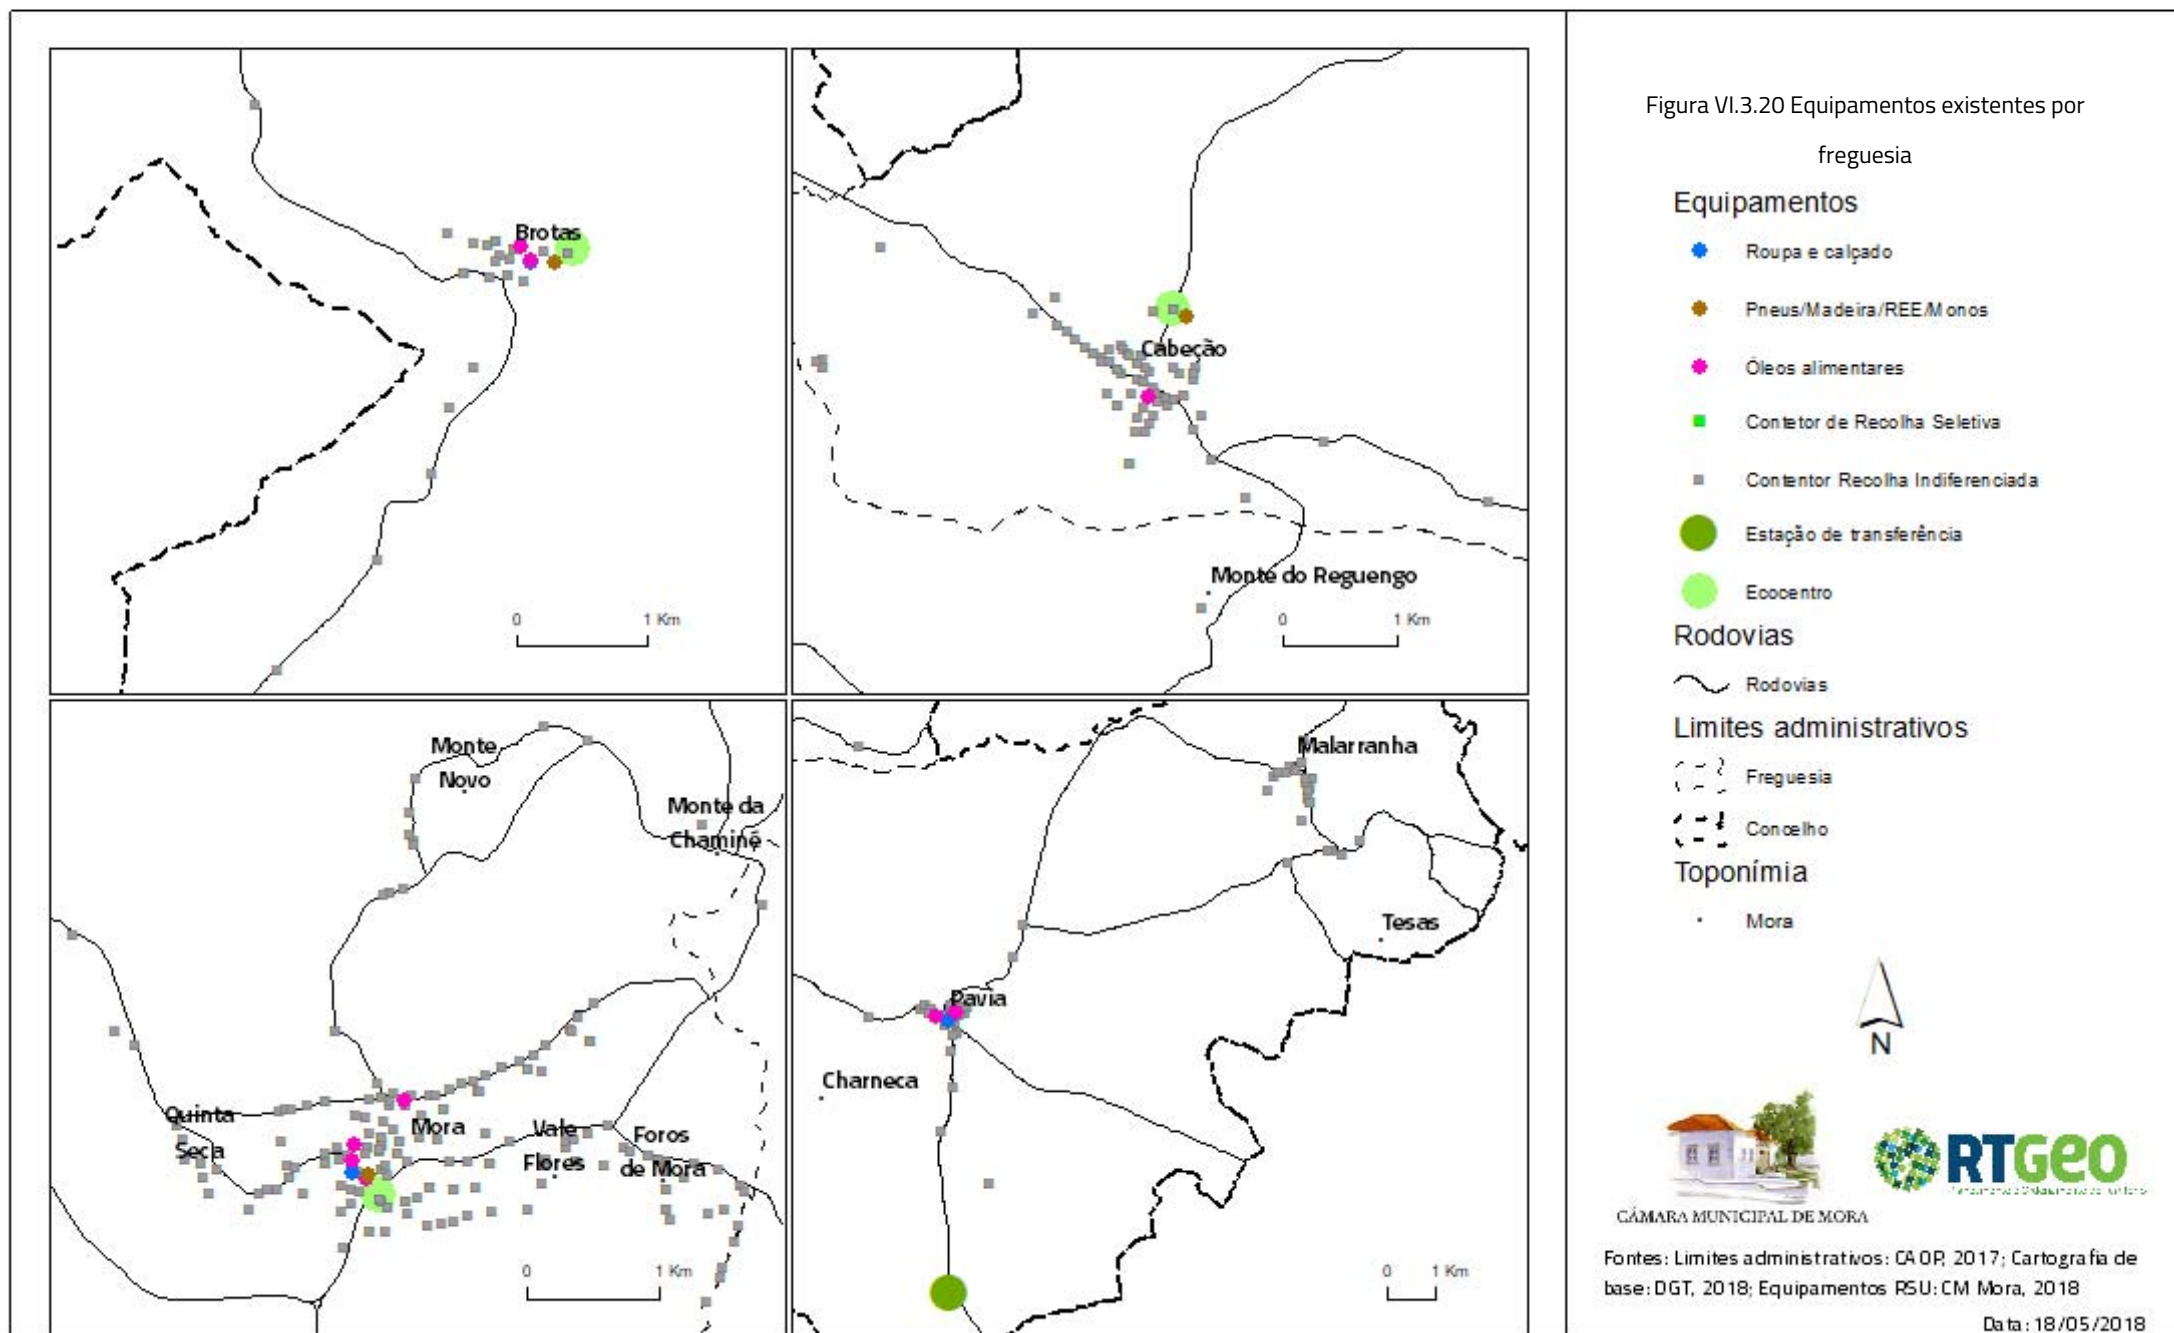 Brotas
0 1 Km
Cabeção
Monte do Reguengo
0 1 Km
Monte
Novo
Monte da
Chaminé
Quinta
Seca
Mora
Vale
Flores
Foros
de Mora
0 1 Km
Malarranha
Tesas
Pavia
Charneca
0 1 Km
Figura VI.3.20 Equipamentos existentes por
freguesia
Equipamentos
Roupa e calçado
Pneus/Madeira/REE/Monos
Óleos alimentares
Contetor de Recolha Seletiva
Contentor Recolha Indiferenciada
Estação de transferência
Ecocentro
Rodovias
Rodovias
Limites administrativos
Freguesia
Concelho
Toponímia
Mora
N
CÂMARA MUNICIPAL DE MORA
RTGeo
Fontes: Limites administrativos: CAOP, 2017; Cartografia de
base: DGT, 2018; Equipamentos RSU: CM Mora, 2018
Data: 18/05/2018